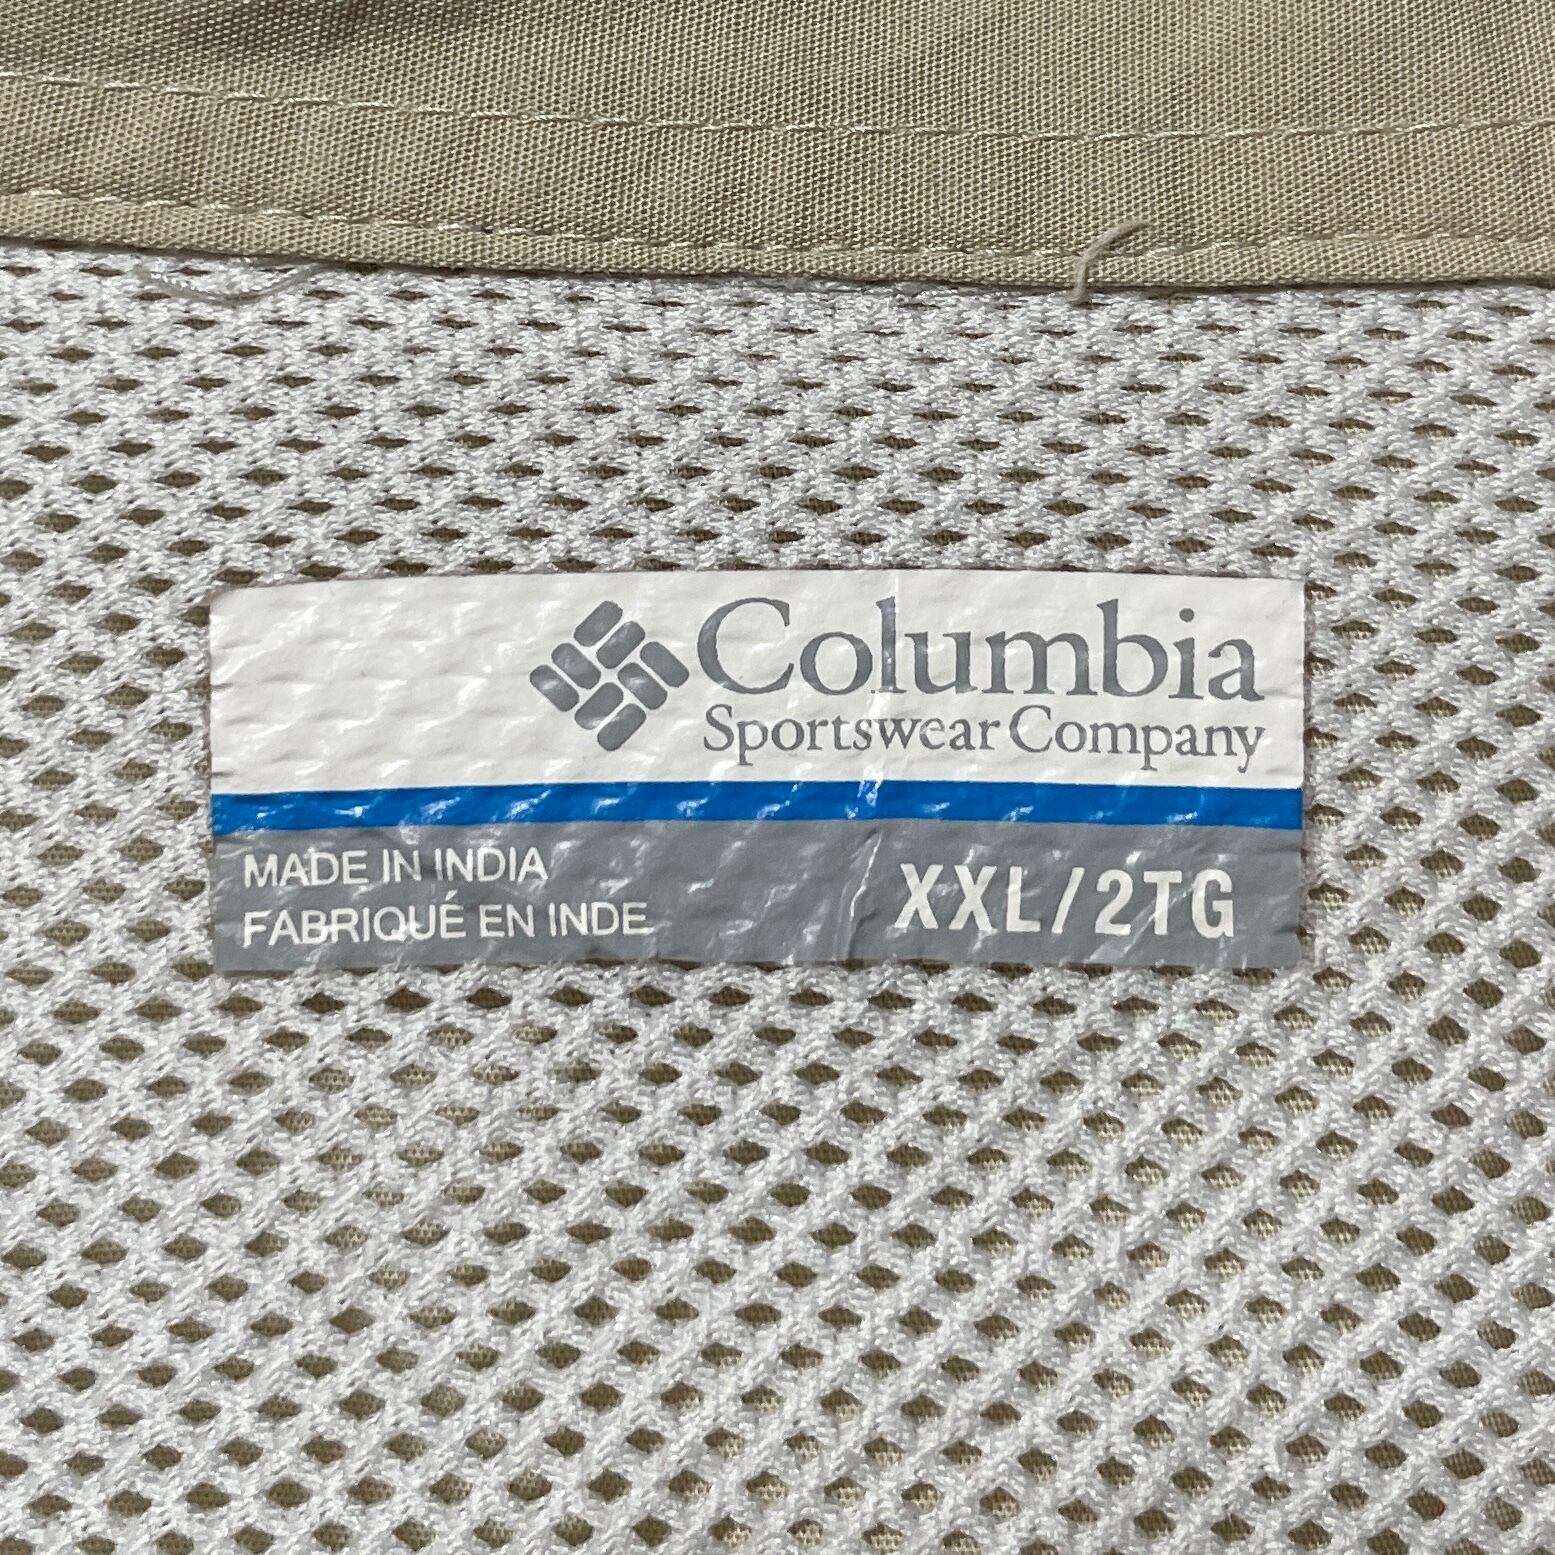 Columbia
Sportswear Company
MADE IN INDIA
FABRIQUÉ EN INDE
XXL/2TG